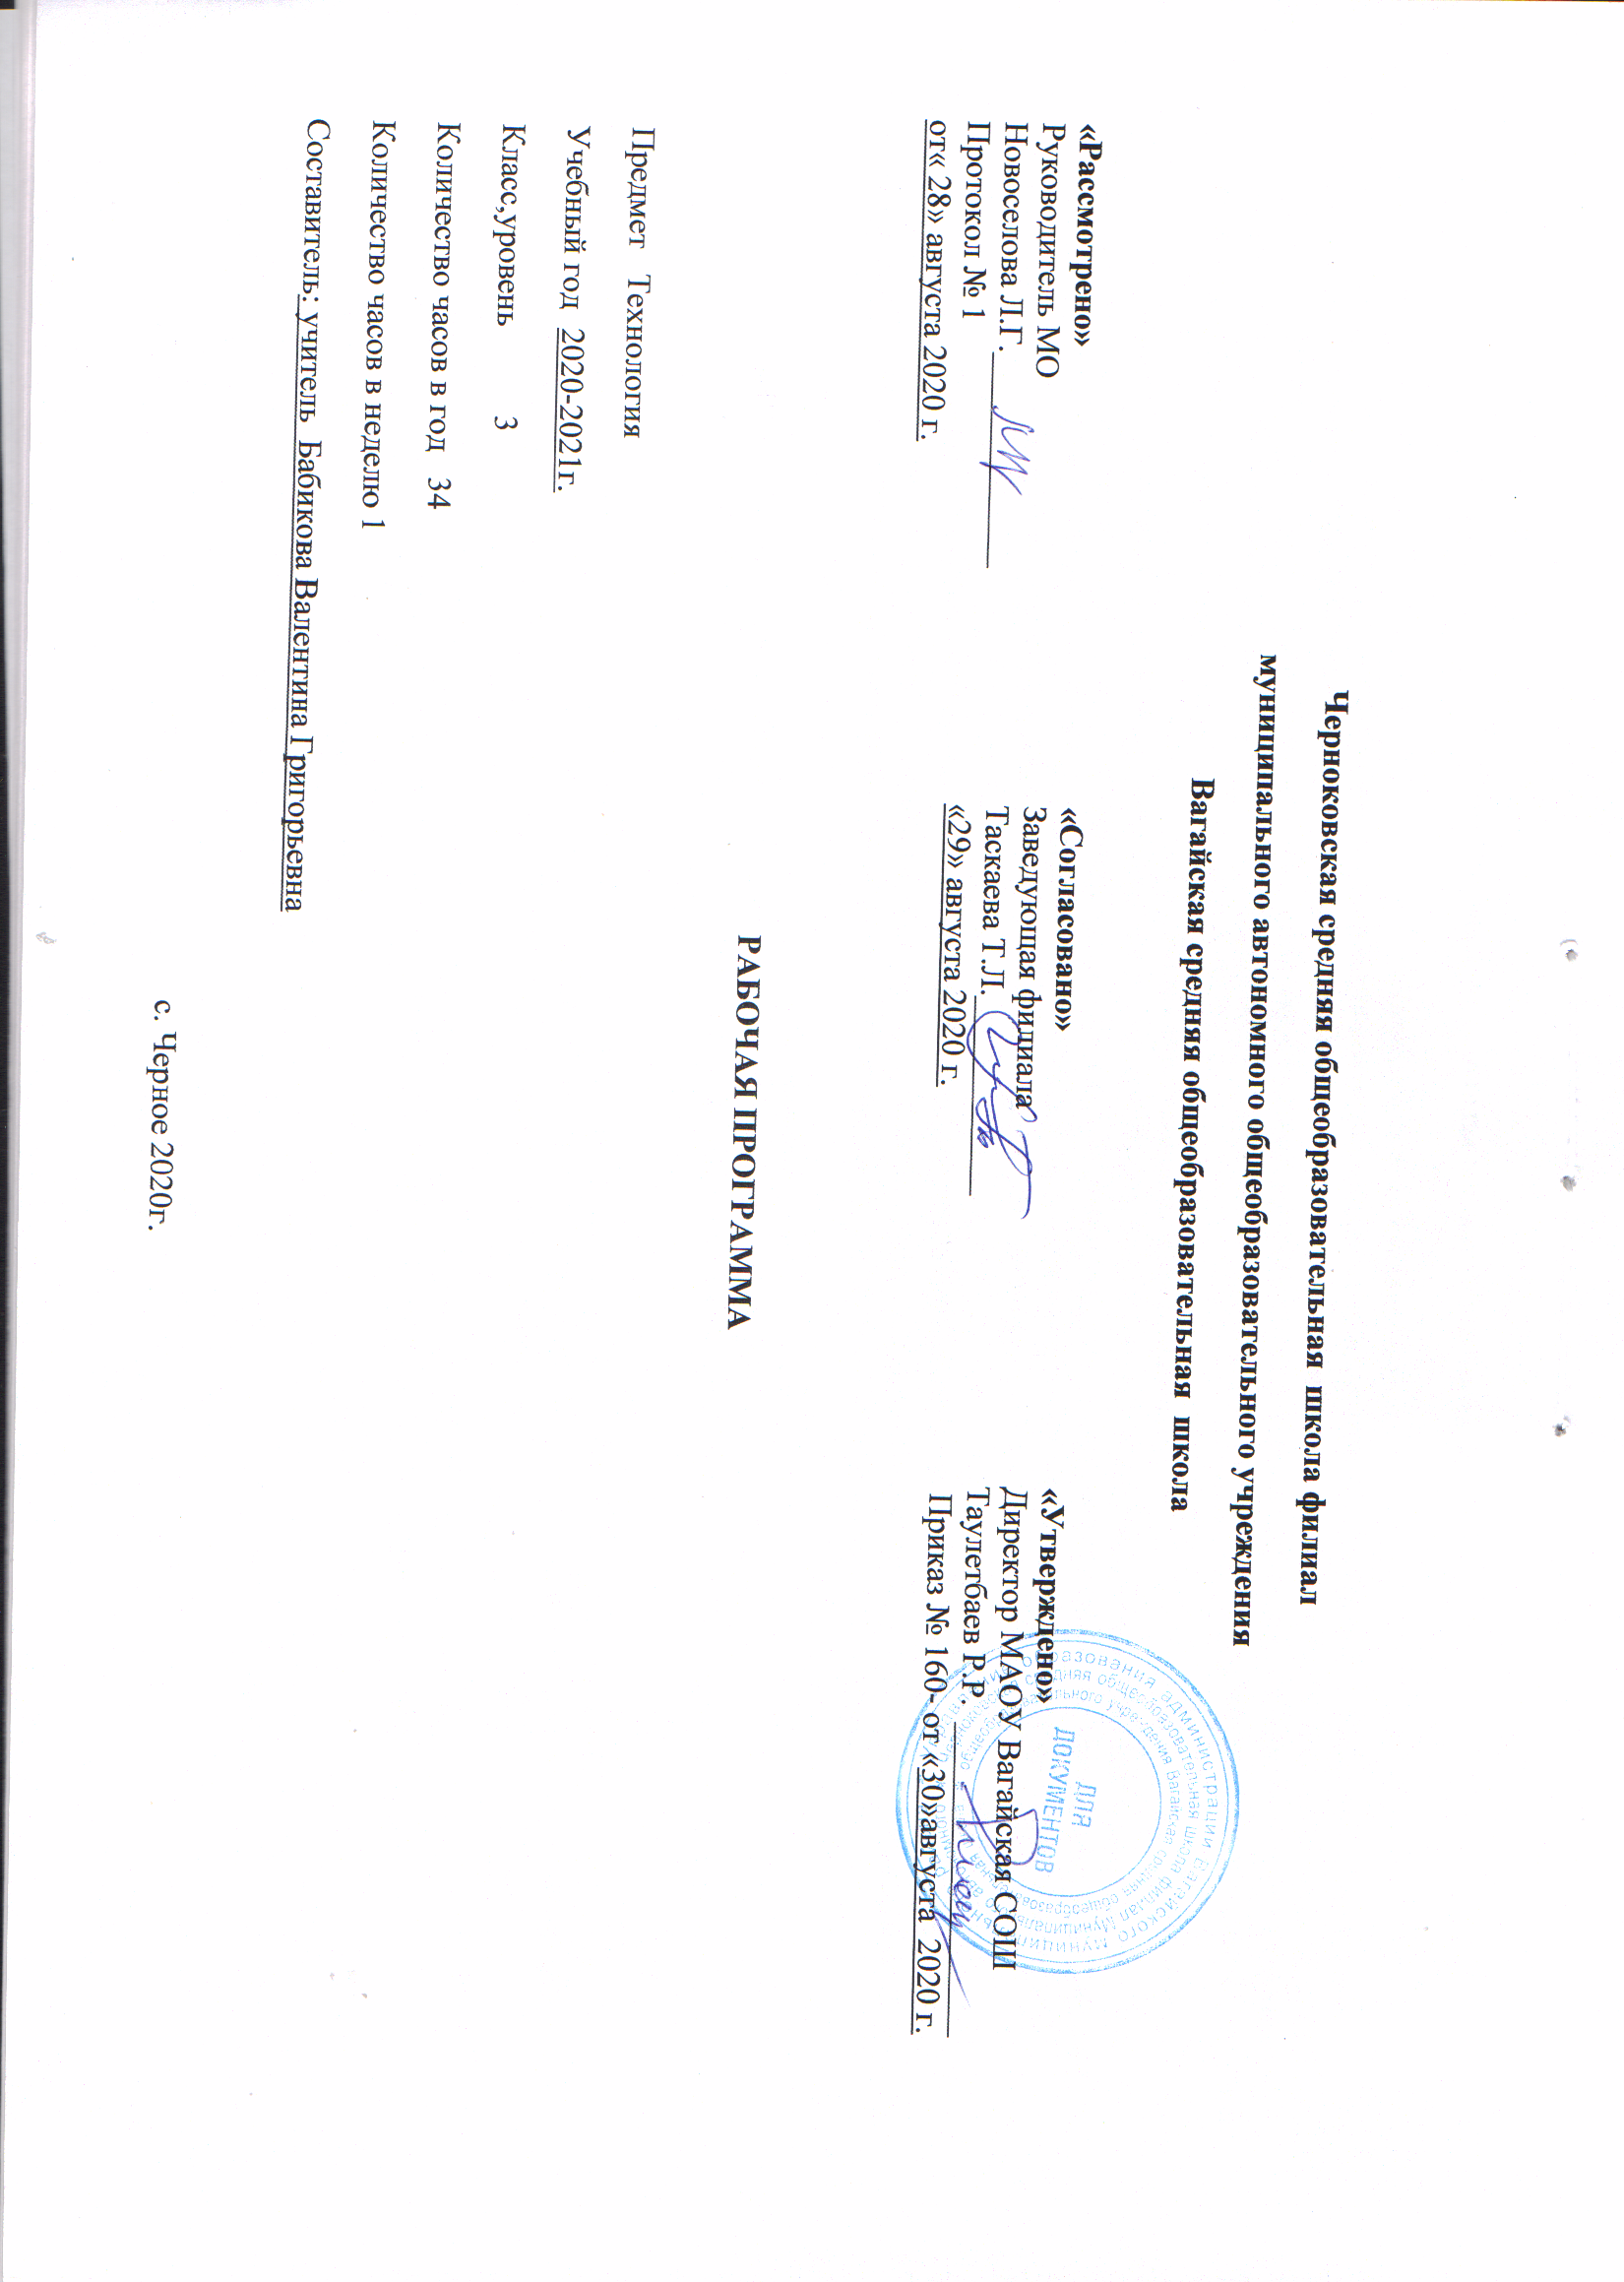 Черноковская средняя общеобразовательная школа филиал
муниципального автономного общеобразовательного учреждения
Вагайская средняя общеобразовательная школа
«Рассмотрено»
Руководитель МО
Новоселова Л.Г.
Протокол № 1
от« 28» августа 2020 г.
«Согласовано»
Заведующая филиала
Таскаева Т.Л.
«29» августа 2020 г.
«Утверждено»
Директор МАОУ Вагайская СОШ
Таулетбаев Р.Р.
Приказ № 160- от «30»августа 2020 г.
ДЛЯ
ДОКУМЕНТОВ
РАБОЧАЯ ПРОГРАММА
Предмет Технология
Учебный год 2020-2021г.
Класс,уровень 3
Количество часов в год 34
Количество часов в неделю 1
Составитель: учитель Бабикова Валентина Григорьевна
с. Черное 2020г.